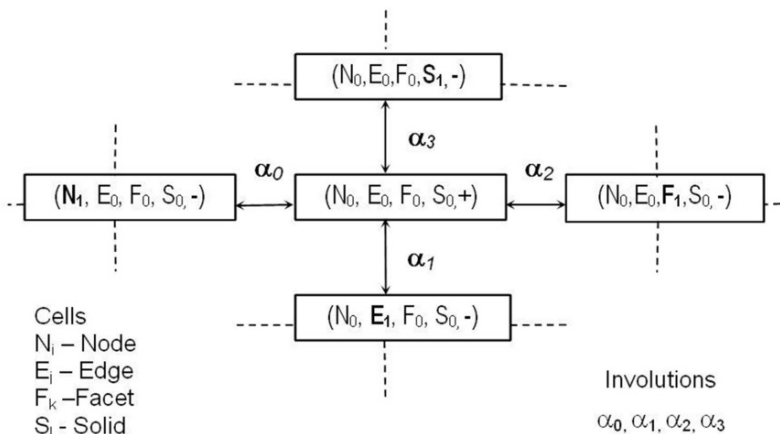 (N₀,E₀,F₀,S₁,-)
α₃
α₀
α₂
(N₁, E₀, F₀, S₀,-)
(N₀, E₀, F₀, S₀,+)
(N₀,E₀,F₁,S₀,-)
α₁
(N₀, E₁, F₀, S₀,-)
Cells
Nᵢ – Node
Eⱼ – Edge
Fₖ –Facet
Sₗ - Solid
Involutions
α₀, α₁, α₂, α₃